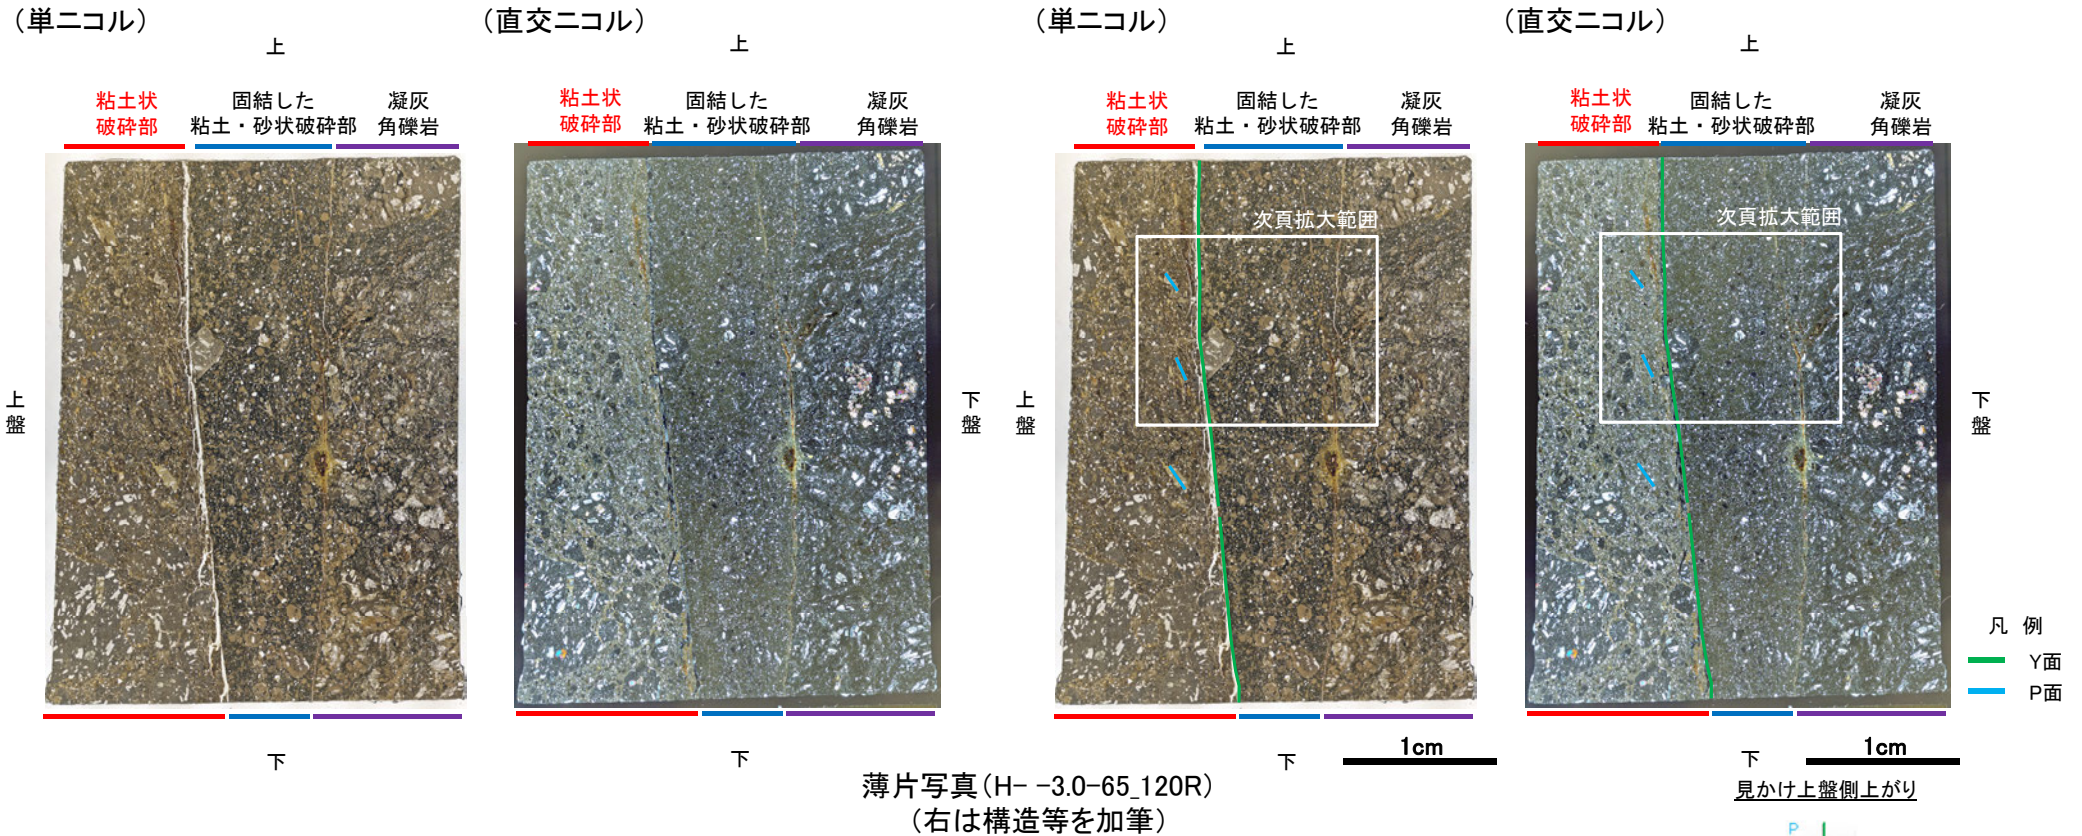 （単ニコル）
（直交ニコル）
（単ニコル）
（直交ニコル）
上
上
上
上
粘土状
破砕部
固結した
粘土・砂状破砕部
凝灰
角礫岩
粘土状
破砕部
固結した
粘土・砂状破砕部
凝灰
角礫岩
粘土状
破砕部
固結した
粘土・砂状破砕部
凝灰
角礫岩
粘土状
破砕部
固結した
粘土・砂状破砕部
凝灰
角礫岩
次頁拡大範囲
次頁拡大範囲
上盤
下盤
上盤
下盤
凡 例
Y面
P面
下
下
下
下
1cm
1cm
薄片写真（H- -3.0-65_120R）
（右は構造等を加筆）
見かけ上盤側上がり
P